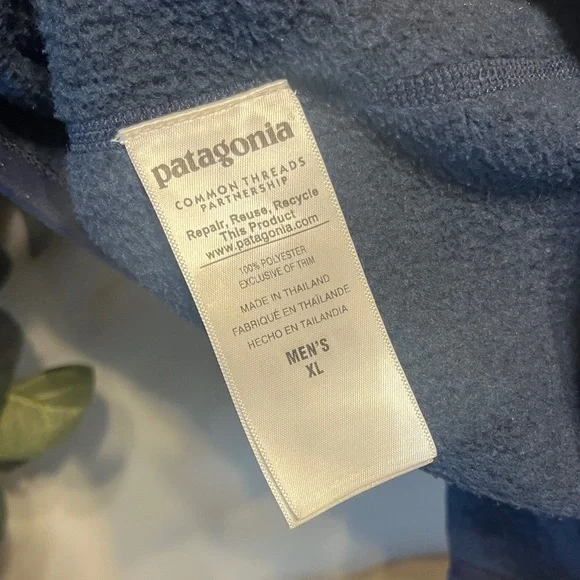 patagonia
COMMON THREADS
PARTNERSHIP
Repair, Reuse, Recycle
This Product
www.patagonia.com
100% POLYESTER
EXCLUSIVE OF TRIM
MADE IN THAILAND
FABRIQUÉ EN THAÏLANDE
HECHO EN TAILANDIA
MEN'S
XL